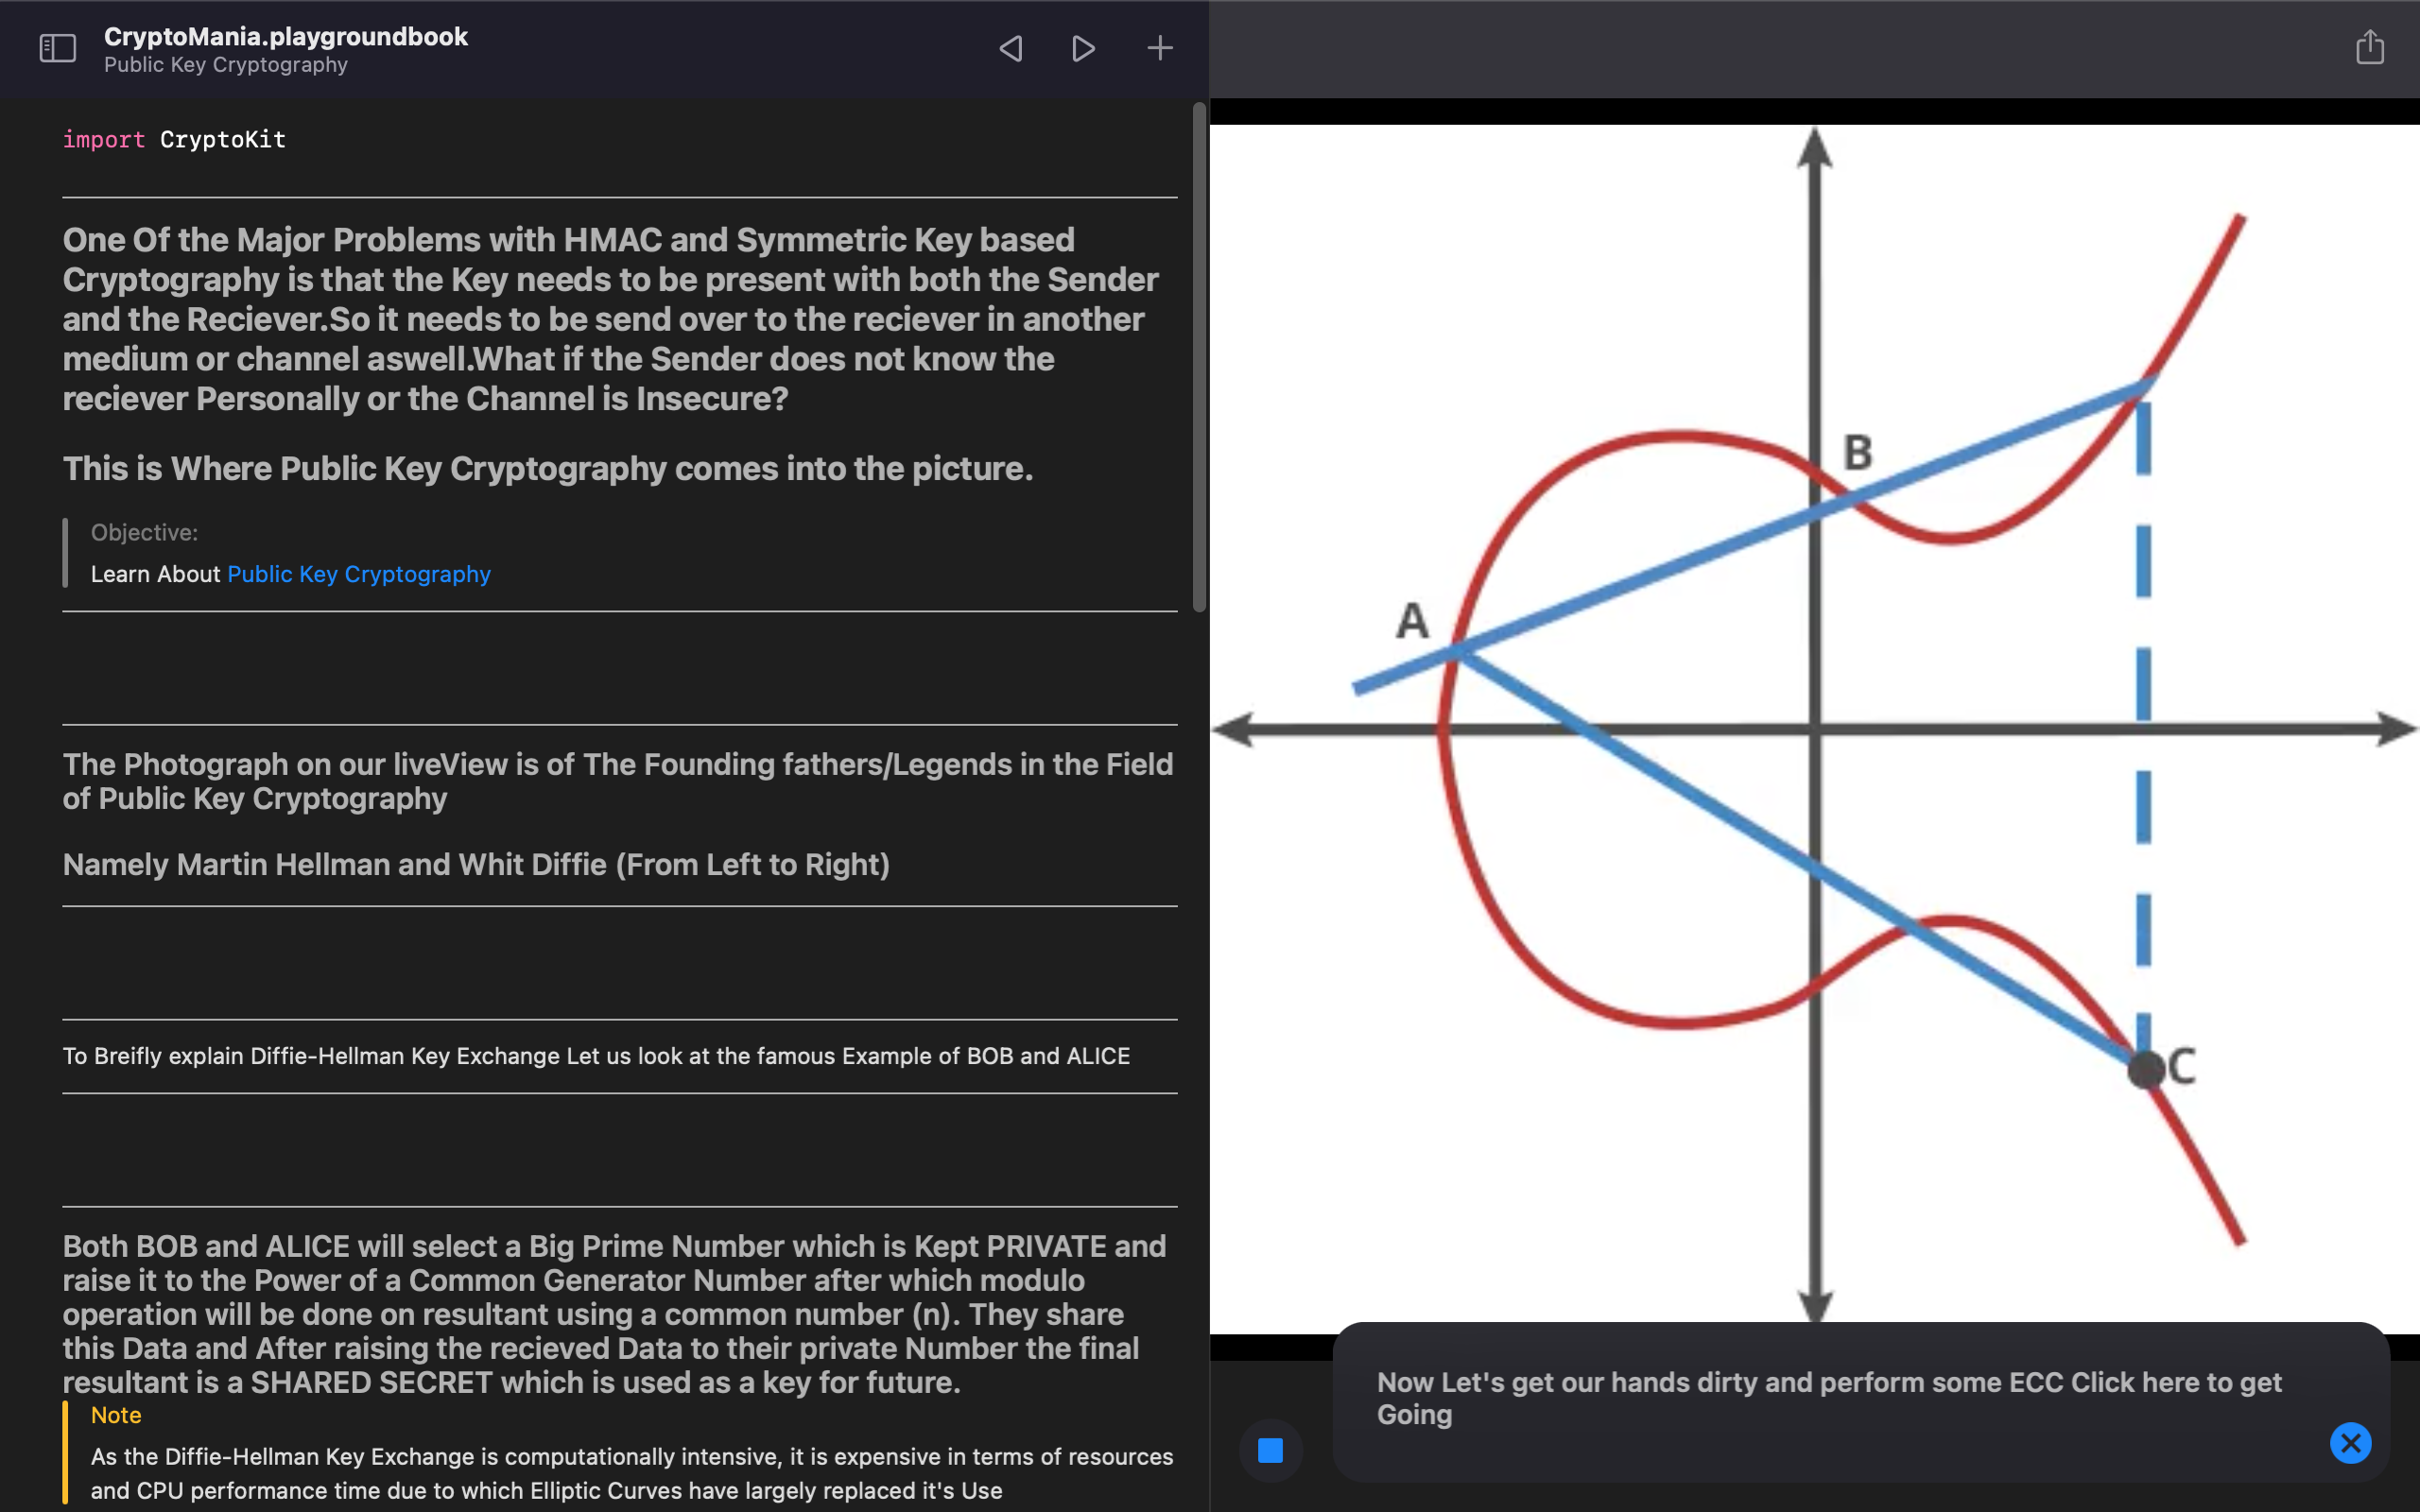 CryptoMania.playgroundbook
Public Key Cryptography
import CryptoKit
One Of the Major Problems with HMAC and Symmetric Key based
Cryptography is that the Key needs to be present with both the Sender
and the Reciever.So it needs to be send over to the reciever in another
medium or channel aswell.What if the Sender does not know the
reciever Personally or the Channel is Insecure?
This is Where Public Key Cryptography comes into the picture.
Objective:
Learn About Public Key Cryptography
The Photograph on our liveView is of The Founding fathers/Legends in the Field
of Public Key Cryptography
Namely Martin Hellman and Whit Diffie (From Left to Right)
To Breifly explain Diffie-Hellman Key Exchange Let us look at the famous Example of BOB and ALICE
Both BOB and ALICE will select a Big Prime Number which is Kept PRIVATE and
raise it to the Power of a Common Generator Number after which modulo
operation will be done on resultant using a common number (n). They share
this Data and After raising the recieved Data to their private Number the final
resultant is a SHARED SECRET which is used as a key for future.
Note
As the Diffie-Hellman Key Exchange is computationally intensive, it is expensive in terms of resources
and CPU performance time due to which Elliptic Curves have largely replaced it's Use
B
A
C
Now Let's get our hands dirty and perform some ECC Click here to get
Going